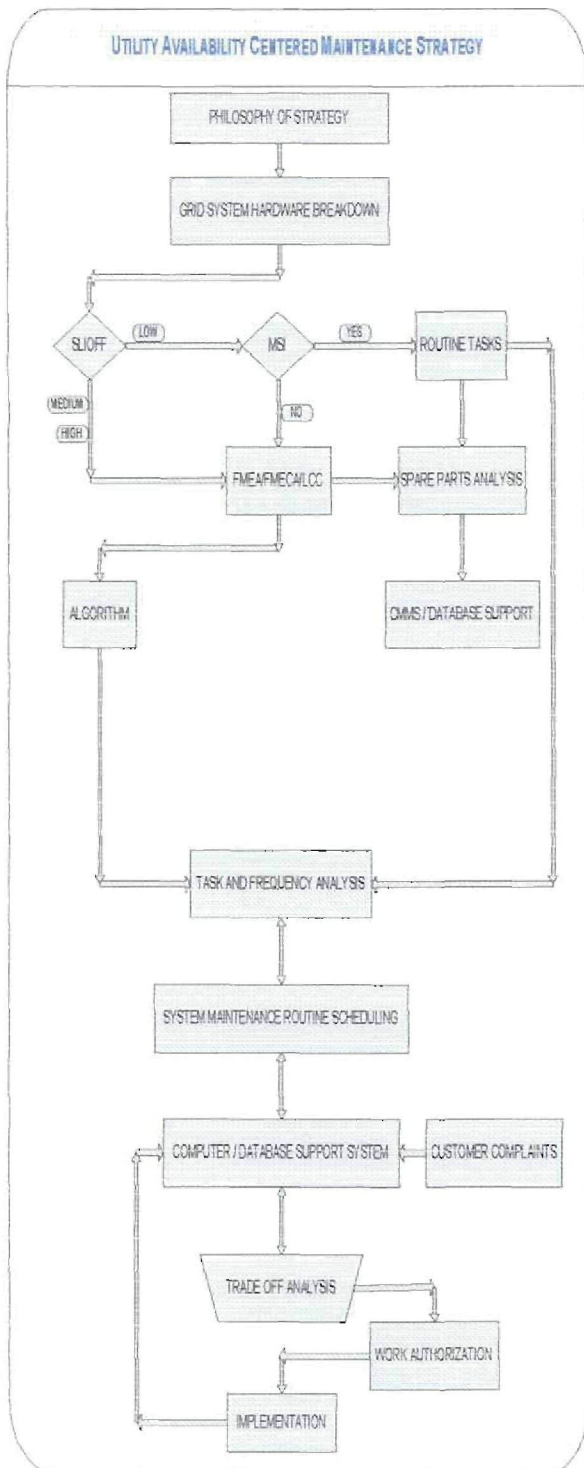 UTILITY AVAILABILITY CENTERED MAINTENANCE STRATEGY
PHILOSOPHY OF STRATEGY
GRID SYSTEM HARDWARE BREAKDOWN
SLIOFF
LOW
MSI
YES
ROUTINE TASKS
MEDIUM
HIGH
NO
FMEA/FMECA/LCC
SPARE PARTS ANALYSIS
ALGORITHM
CMMS / DATABASE SUPPORT
TASK AND FREQUENCY ANALYSIS
SYSTEM MAINTENANCE ROUTINE SCHEDULING
COMPUTER / DATABASE SUPPORT SYSTEM
CUSTOMER COMPLAINTS
TRADE OFF ANALYSIS
WORK AUTHORIZATION
IMPLEMENTATION